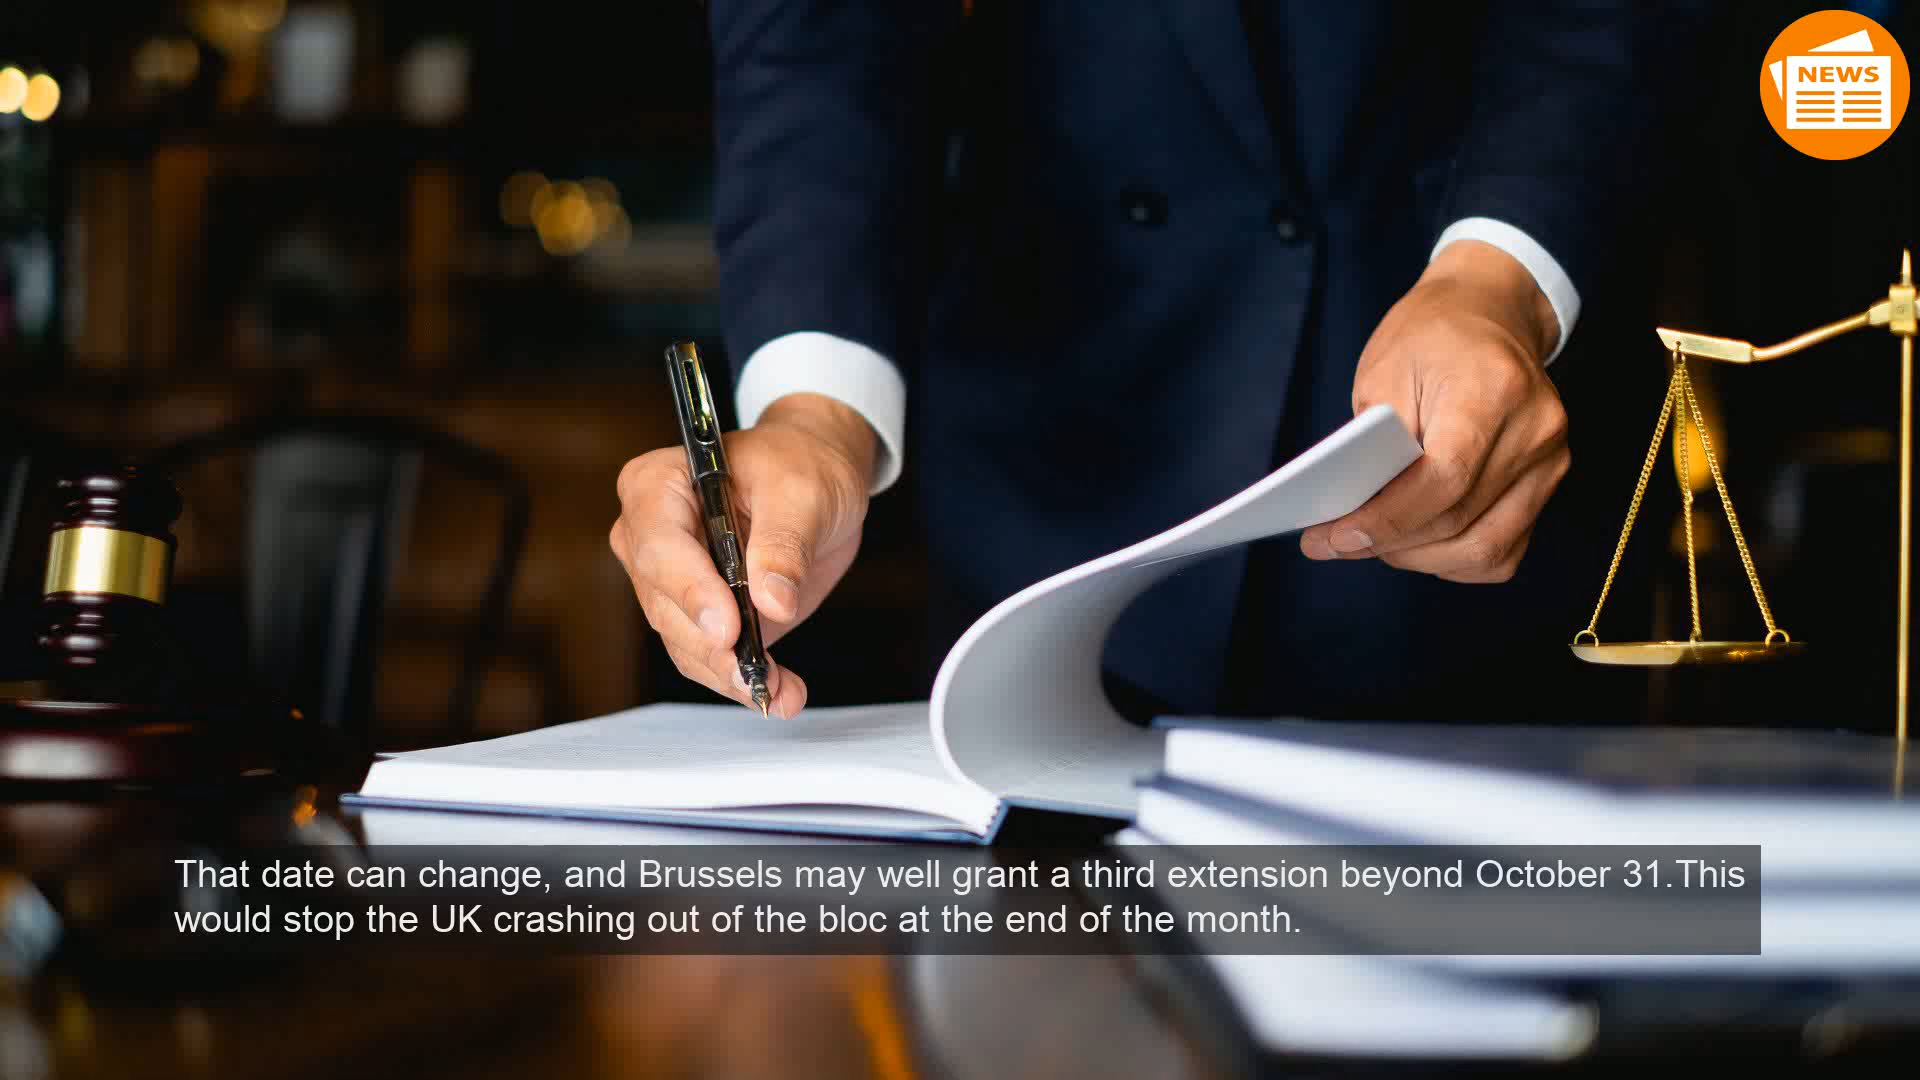 NEWS
That date can change, and Brussels may well grant a third extension beyond October 31.This
would stop the UK crashing out of the bloc at the end of the month.